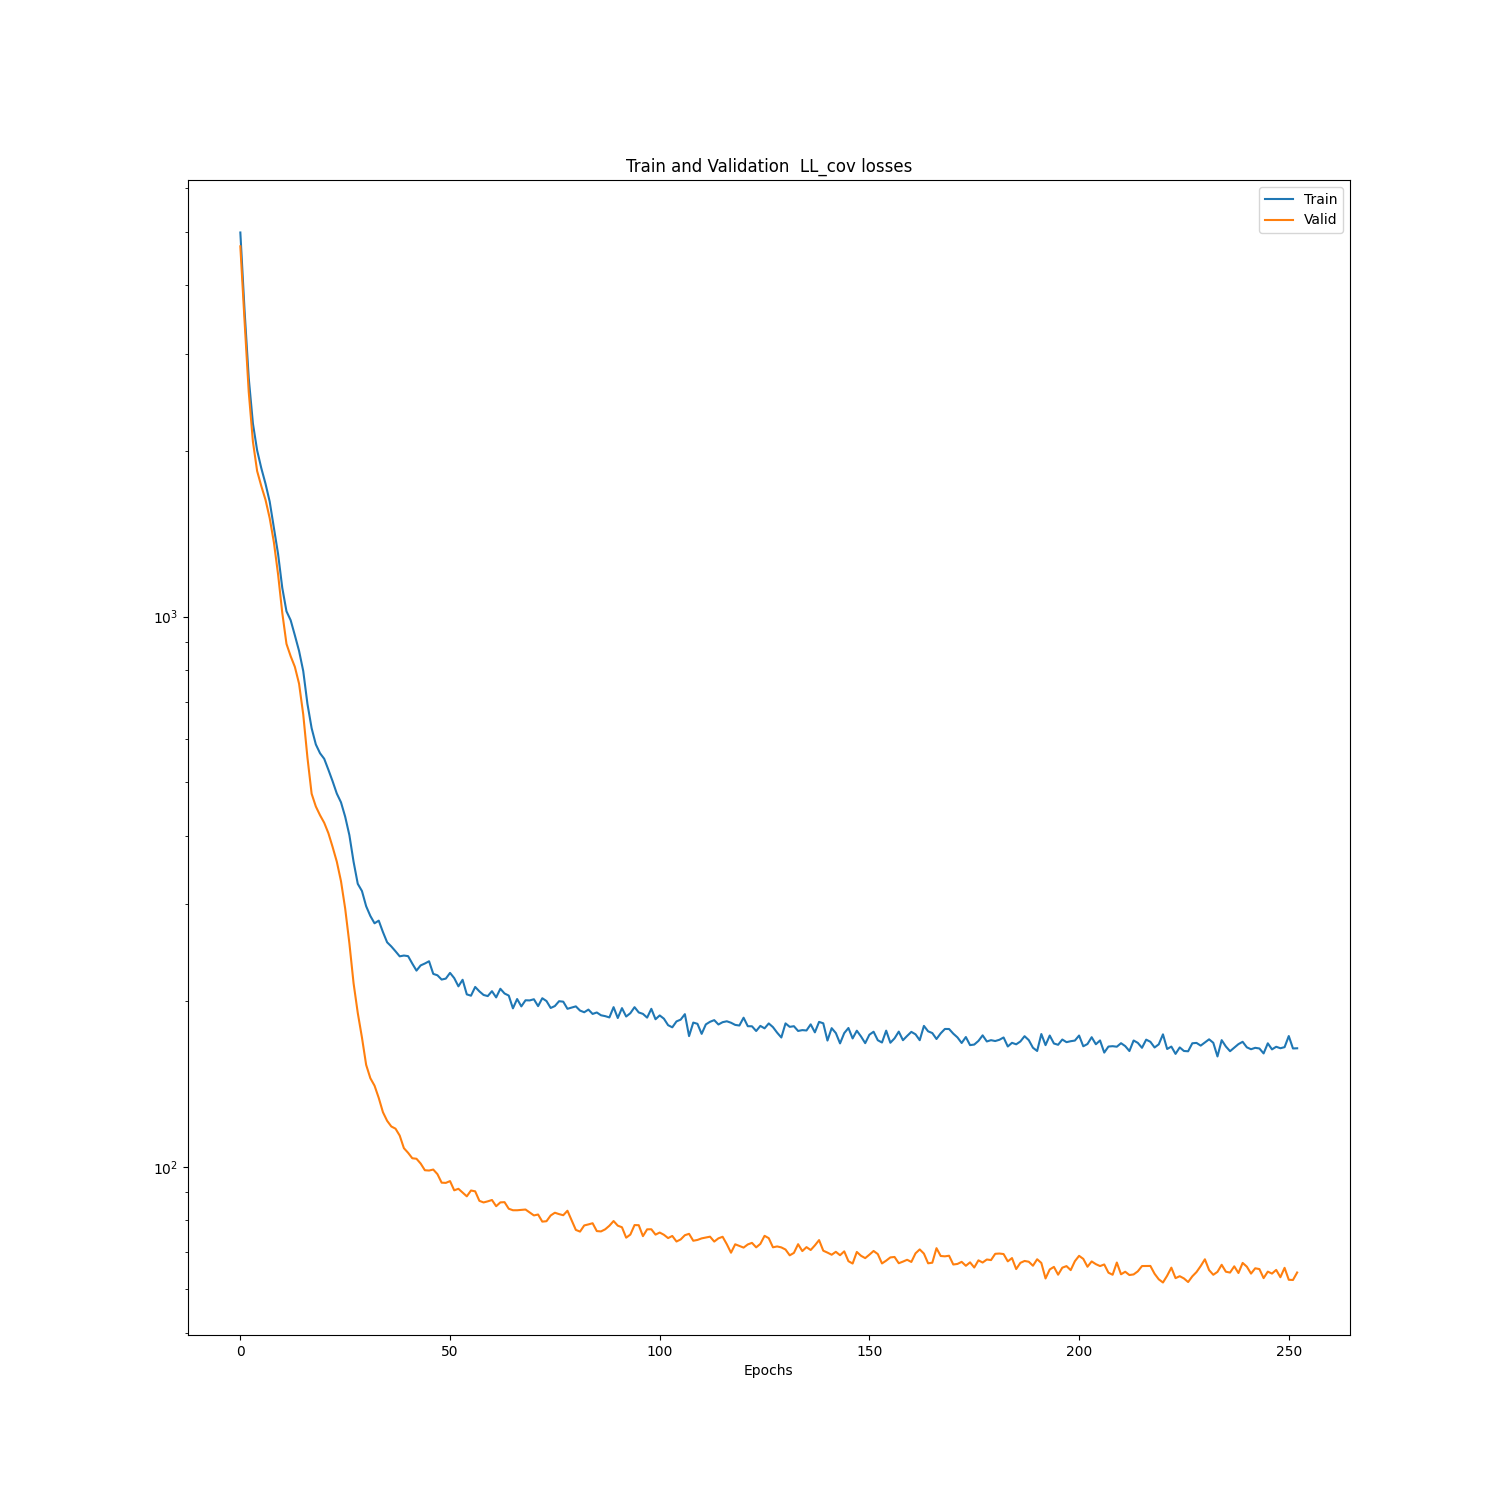 Train and Validation  LL_cov losses
Train
Valid
10³
10²
0 50 100 150 200 250
Epochs